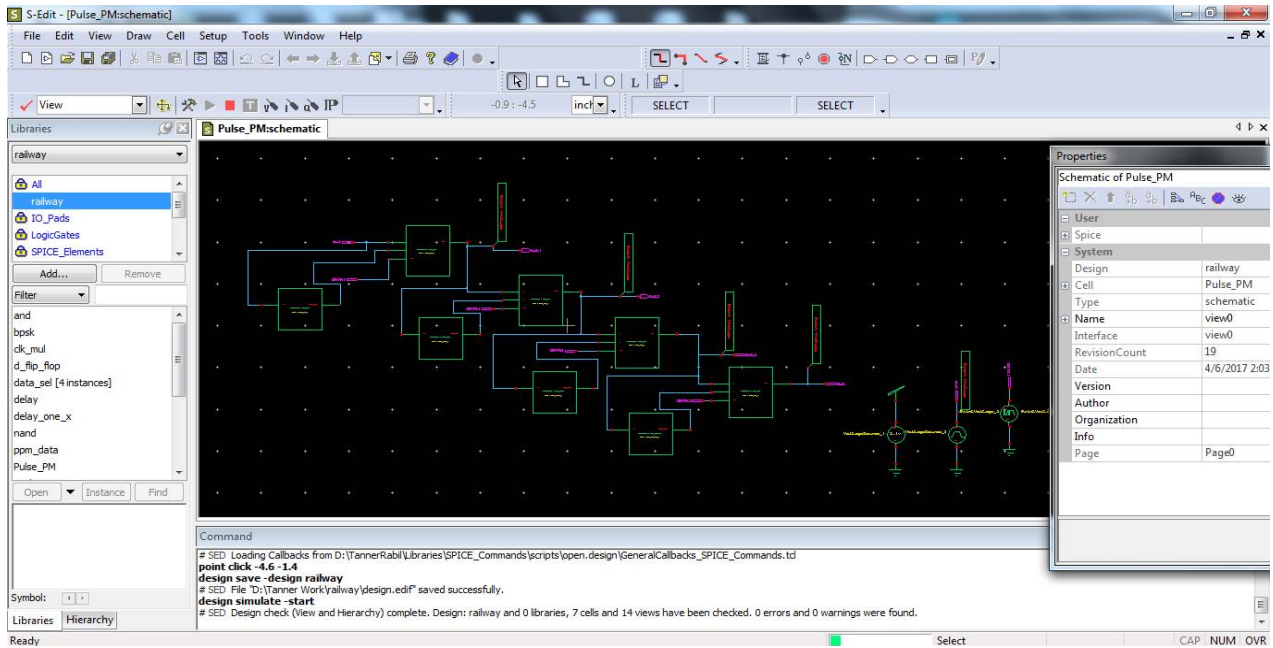 S-Edit - [Pulse_PM:schematic]
File Edit View Draw Cell Setup Tools Window Help
View
IP
-0.9 : -4.5
inch
SELECT
SELECT
Libraries
Pulse_PM:schematic
railway
All
railway
IO_Pads
LogicGates
SPICE_Elements
Add... Remove
Filter
and
bpsk
clk_mul
d_flip_flop
data_sel [4 instances]
delay
delay_one_x
nand
ppm_data
Pulse_PM
Open Instance Find
Symbol:
Libraries Hierarchy
Properties
Schematic of Pulse_PM
User
Spice
System
Design railway
Cell Pulse_PM
Type schematic
Name view0
Interface view0
RevisionCount 19
Date 4/6/2017 2:03
Version
Author
Organization
Info
Page Page0
Command
# SED Loading Callbacks from D:\TannerRabil\Libraries\SPICE_Commands\scripts\open.design\GeneralCallbacks_SPICE_Commands.tcl
point click -4.6 -1.4
design save -design railway
# SED File "D:\Tanner Work\railway\design.edif" saved successfully.
design simulate -start
# SED Design check (View and Hierarchy) complete. Design: railway and 0 libraries, 7 cells and 14 views have been checked. 0 errors and 0 warnings were found.
Ready
Select
CAP NUM OVR